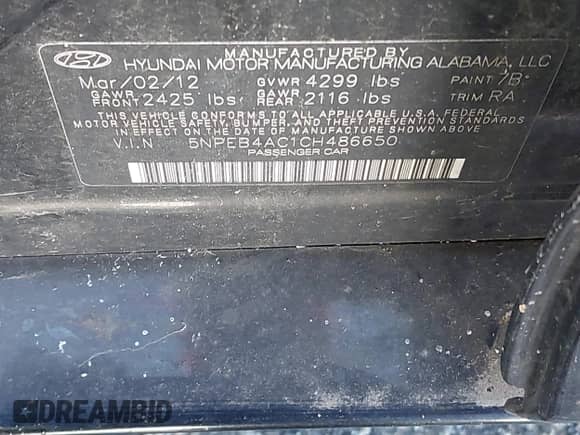 MANUFACTURED BY
HYUNDAI MOTOR MANUFACTURING ALABAMA, LLC
Mar/02/12 GVWR 4299 lbs PAINT 7B
GAWR FRONT 2425 lbs GAWR REAR 2116 lbs TRIM RA
THIS VEHICLE CONFORMS TO ALL APPLICABLE U.S.A. FEDERAL
MOTOR VEHICLE SAFETY, BUMPER, AND THEFT PREVENTION STANDARDS
IN EFFECT ON THE DATE OF MANUFACTURE SHOWN ABOVE
V.I.N 5NPEB4AC1CH486650
PASSENGER CAR
DREAMBID